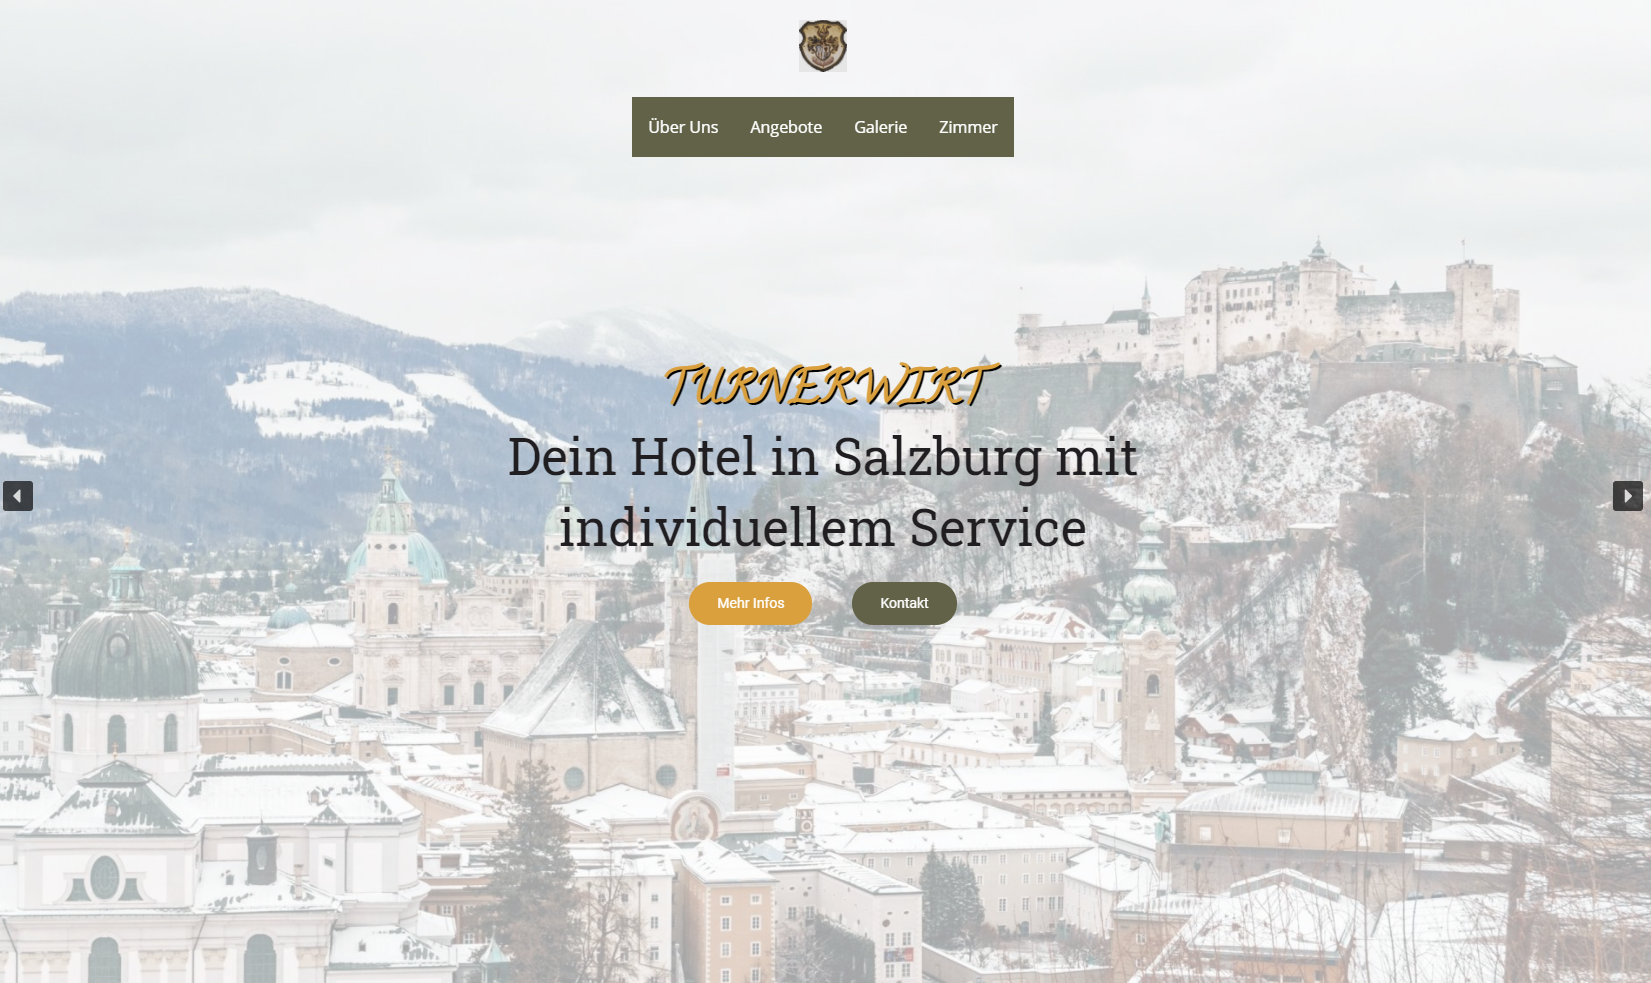 Über Uns Angebote Galerie Zimmer
TURNERWIRT
Dein Hotel in Salzburg mit
individuellem Service
Mehr Infos Kontakt